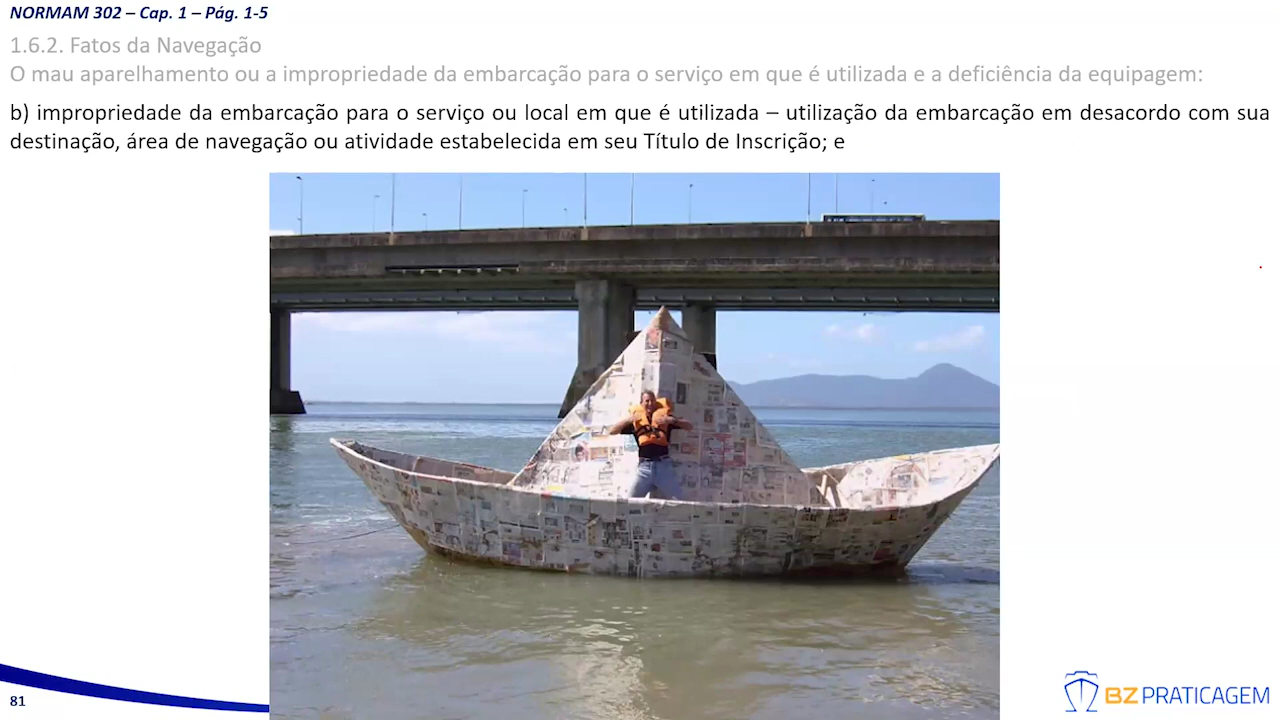 NORMAM 302 – Cap. 1 – Pág. 1-5
1.6.2. Fatos da Navegação
O mau aparelhamento ou a impropriedade da embarcação para o serviço em que é utilizada e a deficiência da equipagem:
b) impropriedade da embarcação para o serviço ou local em que é utilizada – utilização da embarcação em desacordo com sua
destinação, área de navegação ou atividade estabelecida em seu Título de Inscrição; e
81
BZPRATICAGEM